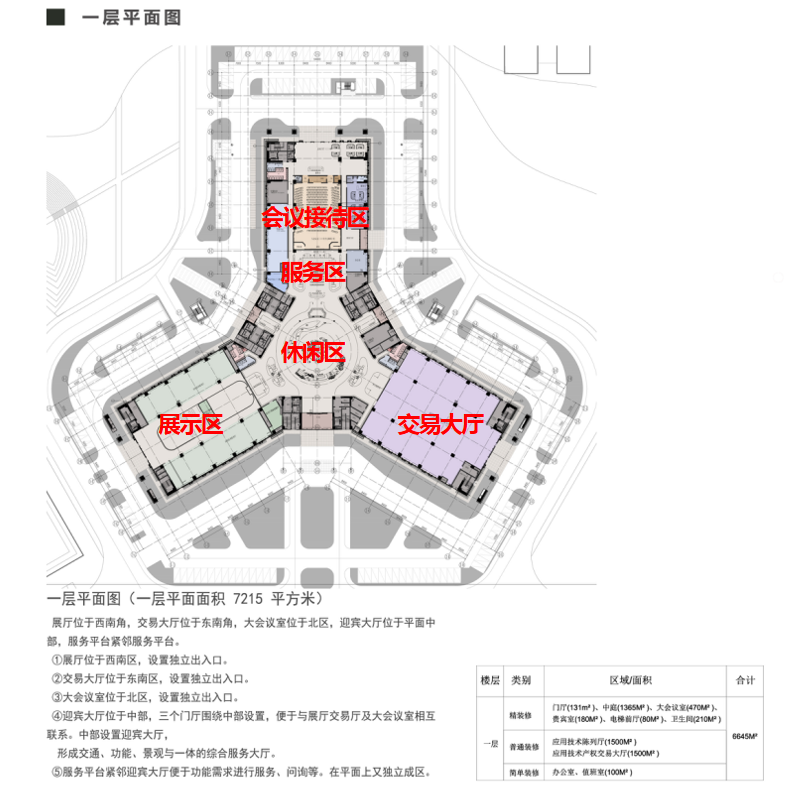 一层平面图
会议接待区
服务区
休闲区
展示区
交易大厅
一层平面图（一层平面面积 7215 平方米）
展厅位于西南角，交易大厅位于东南角，大会议室位于北区，迎宾大厅位于平面中
部，服务平台紧邻服务平台。
①展厅位于西南区，设置独立出入口。
②交易大厅位于东南区，设置独立出入口。
③大会议室位于北区，设置独立出入口。
④迎宾大厅位于中部，三个门厅围绕中部设置，便于与展厅交易厅及大会议室相互
联系。中部设置迎宾大厅，
形成交通、功能、景观与一体的综合服务大厅。
⑤服务平台紧邻迎宾大厅便于功能需求进行服务、问询等。在平面上又独立成区。
楼层 类别 区域/面积 合计
一层 精装修 门厅(131m²)、中庭(1365M²)、大会议室(470M²)、
贵宾室(180M²)、电梯前厅(80M²)、卫生间(210M²)
6645M²
普通装修 应用技术陈列厅(1500M²)
应用技术产权交易大厅(1500M²)
简单装修 办公室、值班室(100M²)